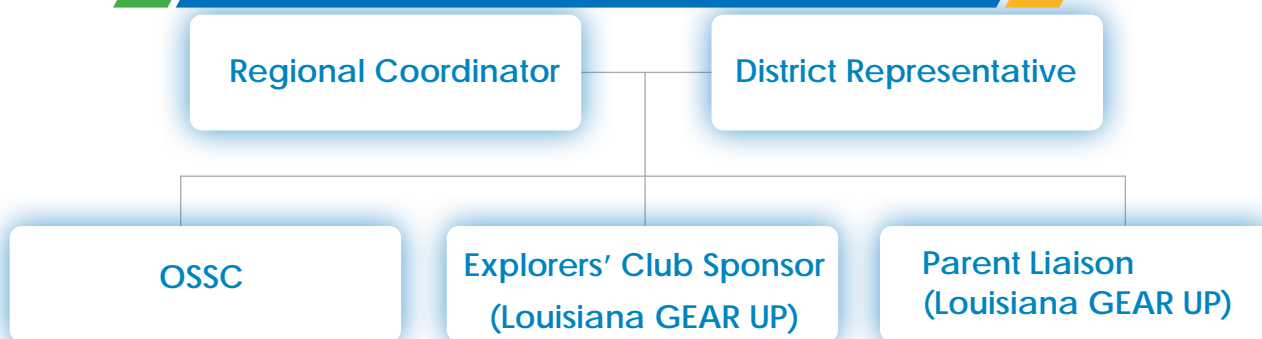 Regional Coordinator
District Representative
OSSC
Explorers’ Club Sponsor
(Louisiana GEAR UP)
Parent Liaison
(Louisiana GEAR UP)